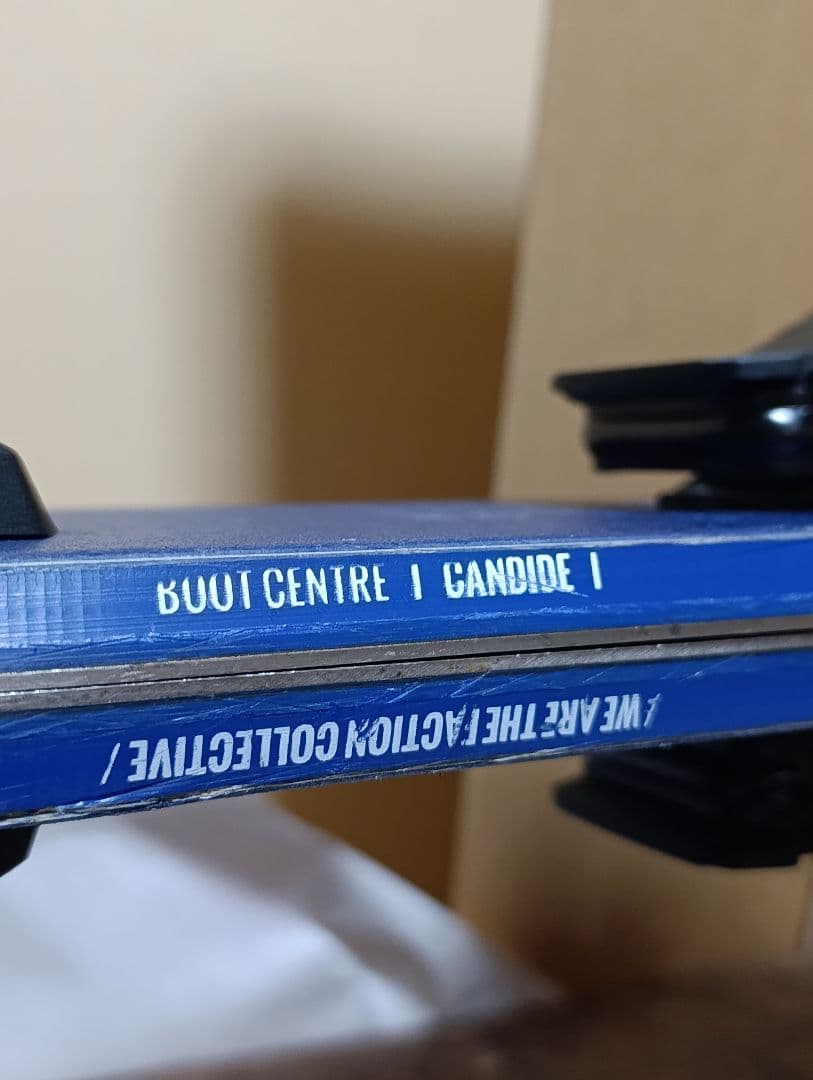 BOOT CENTRE | CANDIDE |
/ WE ARE THE FACTION COLLECTIVE /